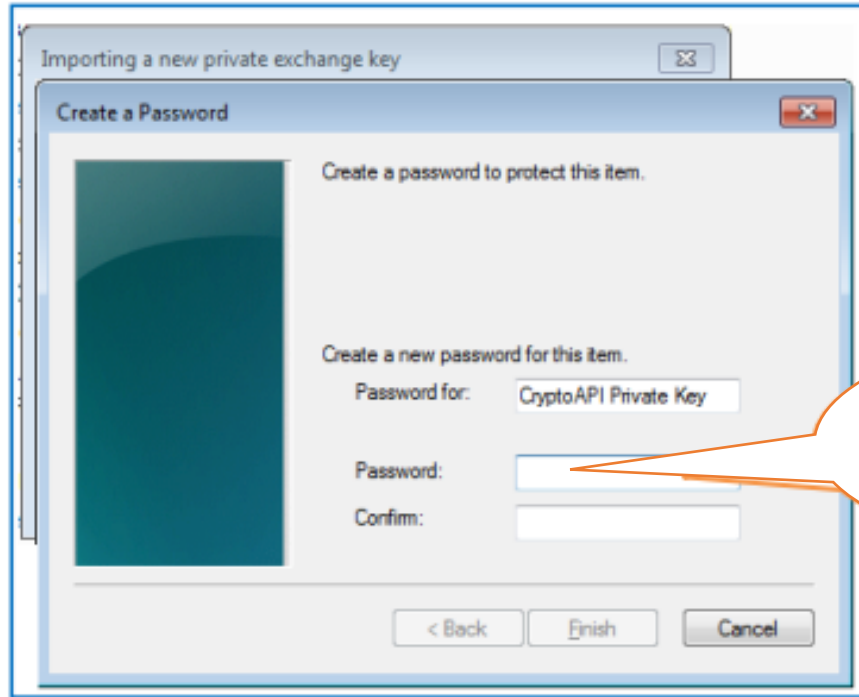 Importing a new private exchange key
Create a Password
Create a password to protect this item.
Create a new password for this item.
Password for: CryptoAPI Private Key
Password:
Confirm:
< Back Finish Cancel